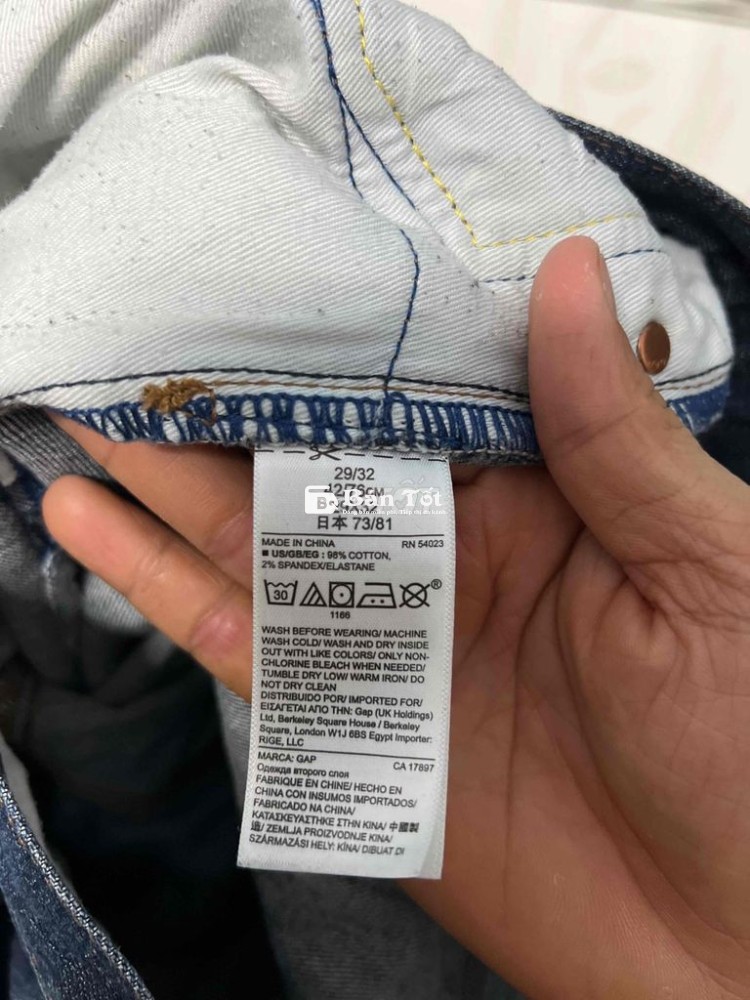 29/32
42/76CM
Bán Tốt
日本 73/81
MADE IN CHINA RN 54023
■ US/GB/EG : 98% COTTON,
2% SPANDEX/ELASTANE
30 ®
1166
WASH BEFORE WEARING/ MACHINE
WASH COLD/ WASH AND DRY INSIDE
OUT WITH LIKE COLORS/ ONLY NON-
CHLORINE BLEACH WHEN NEEDED/
TUMBLE DRY LOW/ WARM IRON/ DO
NOT DRY CLEAN
DISTRIBUIDO POR/ IMPORTED FOR/
ΕΙΣΑΓΕΤΑΙ ΑΠΟ ΤΗΝ: Gap (UK Holdings)
Ltd, Berkeley Square House / Berkeley
Square, London W1J 6BS Egypt Importer:
RIGE, LLC
MARCA: GAP CA 17897
Одежда второго слоя
FABRIQUE EN CHINE/ HECHO EN
CHINA CON INSUMOS IMPORTADOS/
FABRICADO NA CHINA/
ΚΑΤΑΣΚΕΥΑΣΤΗΚΕ ΣΤΗΝ ΚΙΝΑ/ 中國製
造/ ZEMLJA PROIZVODNJE KINA/
SZÁRMAZÁSI HELY: KÍNA/ DIBUAT DI